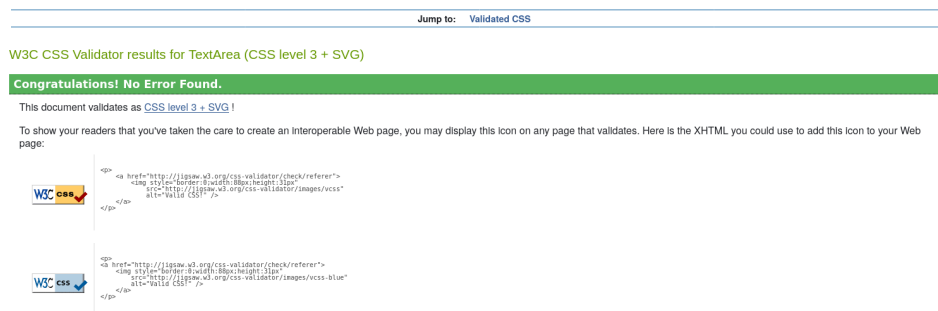 Jump to: Validated CSS
W3C CSS Validator results for TextArea (CSS level 3 + SVG)
Congratulations! No Error Found.
This document validates as CSS level 3 + SVG !
To show your readers that you've taken the care to create an interoperable Web page, you may display this icon on any page that validates. Here is the XHTML you could use to add this icon to your Web
page:
W3C css
<p>
    <a href="http://jigsaw.w3.org/css-validator/check/referer">
        <img style="border:0;width:88px;height:31px"
            src="http://jigsaw.w3.org/css-validator/images/vcss"
            alt="Valid CSS!" />
    </a>
</p>
W3C css
<p>
<a href="http://jigsaw.w3.org/css-validator/check/referer">
    <img style="border:0;width:88px;height:31px"
        src="http://jigsaw.w3.org/css-validator/images/vcss-blue"
        alt="Valid CSS!" />
    </a>
</p>